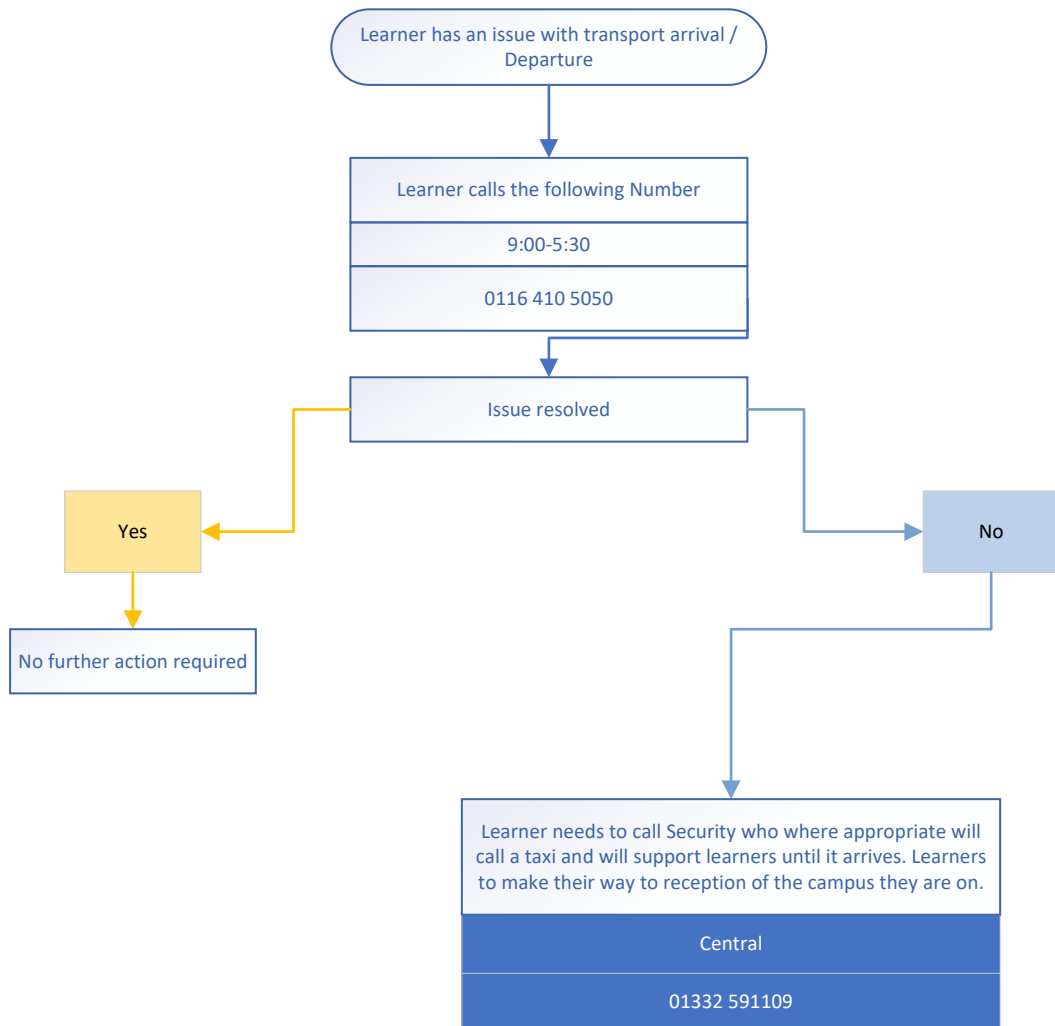 Learner has an issue with transport arrival /
Departure
Learner calls the following Number
9:00-5:30
0116 410 5050
Issue resolved
Yes
No
No further action required
Learner needs to call Security who where appropriate will
call a taxi and will support learners until it arrives. Learners
to make their way to reception of the campus they are on.
Central
01332 591109